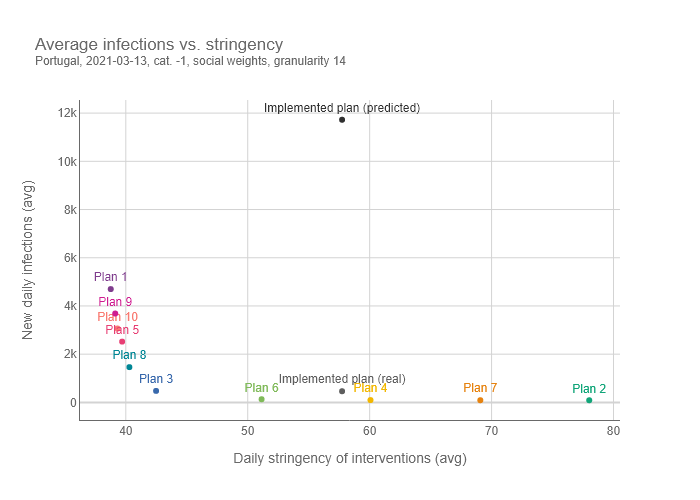 Average infections vs. stringency
Portugal, 2021-03-13, cat. -1, social weights, granularity 14
Implemented plan (predicted)
12k
10k
8k
6k
4k
2k
0
New daily infections (avg)
Plan 1
Plan 9
Plan 10
Plan 5
Plan 8
Plan 3
Implemented plan (real)
Plan 6
Plan 4
Plan 7
Plan 2
40
50
60
70
80
Daily stringency of interventions (avg)